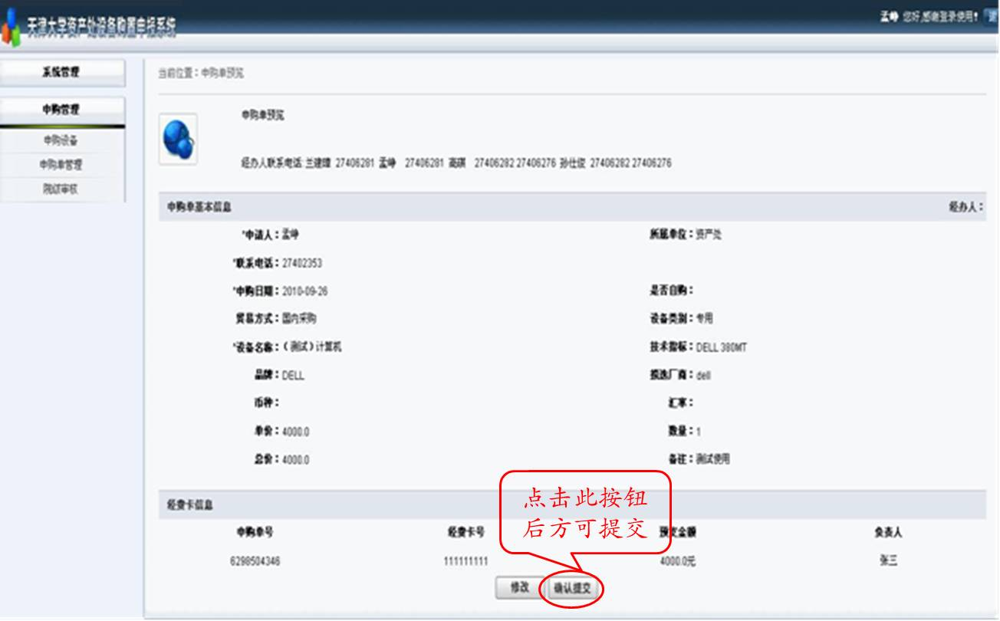 天津大学资产处设备购置申报系统
孟峥 您好,感谢登录使用! 退
系统管理
申购管理
申购设备
申购单管理
院级审核
当前位置：申购单预览
申购单预览
经办人联系电话 兰建 27406281 孟峥 27406281 高 27406282 27406276 孙仕俊 27406282 27406276
申购单基本信息 经办人：
*申请人：孟峥 所属单位：资产处
*联系电话：27402353
*申购日期：2010-09-26 是否自购：
贸易方式：国内采购 设备类别：专用
*设备名称：（测试）计算机 技术指标：DELL 380MT
品牌：DELL 拟选厂商：dell
币种： 汇率：
单价：4000.0 数量：1
总价：4000.0 备注：测试使用
点击此按钮
后方可提交
经费卡信息
申购单号 经费卡号 预支金额 负责人
6298504346 111111111 4000.0元 张三
修改 确认提交